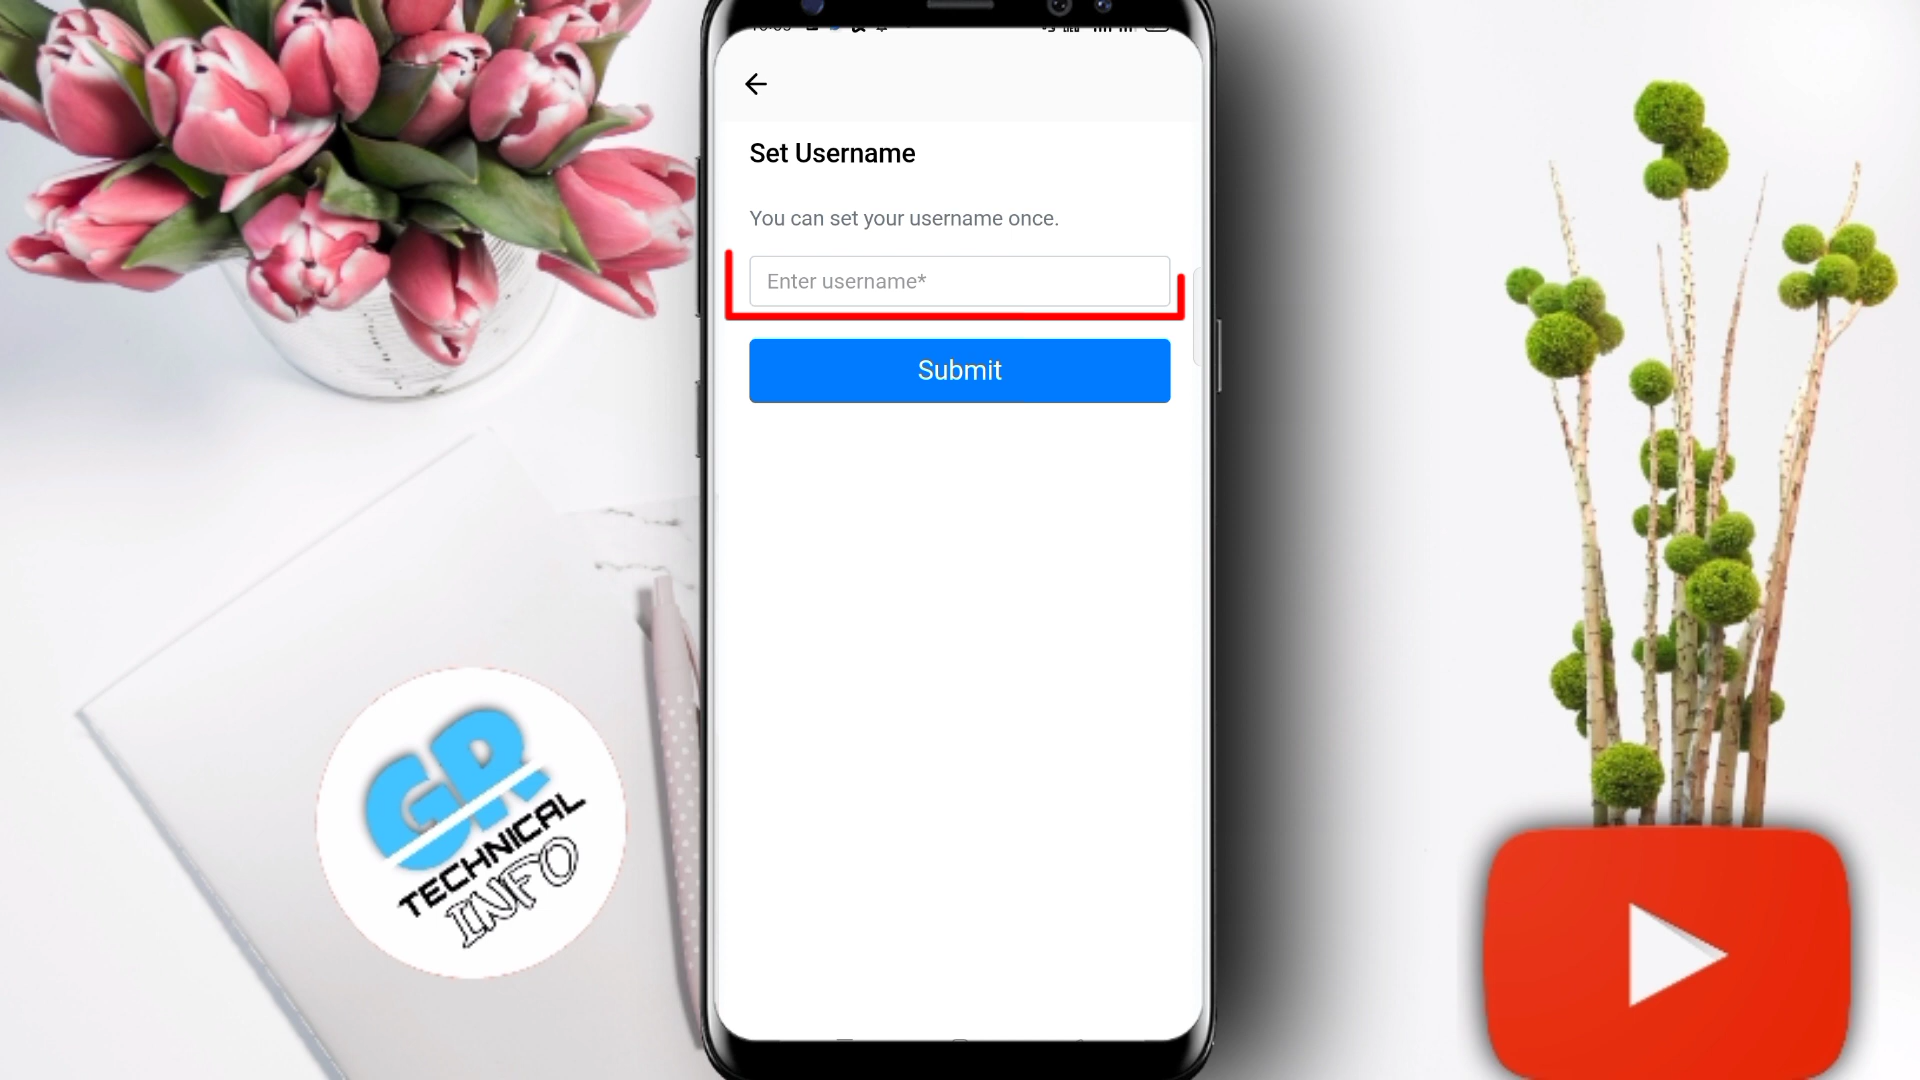 Set Username
You can set your username once.
Enter username*
Submit
GR
TECHNICAL
INFO